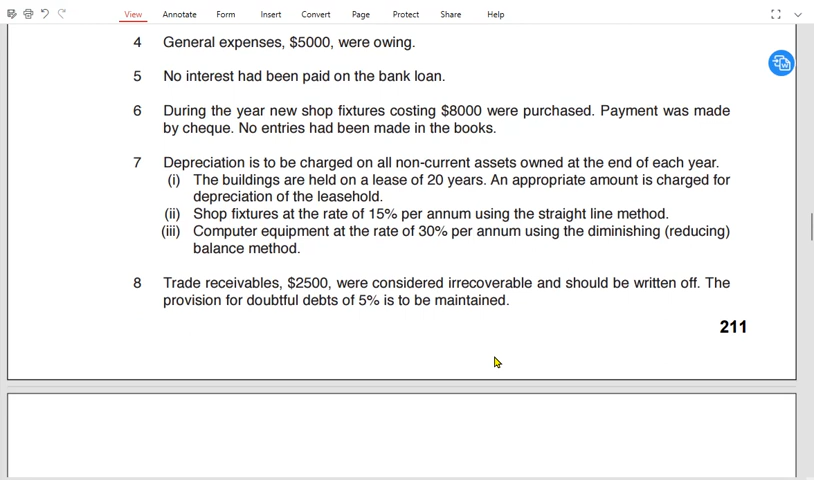 View Annotate Form Insert Convert Page Protect Share Help
4 General expenses, $5000, were owing.
5 No interest had been paid on the bank loan.
6 During the year new shop fixtures costing $8000 were purchased. Payment was made
by cheque. No entries had been made in the books.
7 Depreciation is to be charged on all non-current assets owned at the end of each year.
(i) The buildings are held on a lease of 20 years. An appropriate amount is charged for
depreciation of the leasehold.
(ii) Shop fixtures at the rate of 15% per annum using the straight line method.
(iii) Computer equipment at the rate of 30% per annum using the diminishing (reducing)
balance method.
8 Trade receivables, $2500, were considered irrecoverable and should be written off. The
provision for doubtful debts of 5% is to be maintained.
211